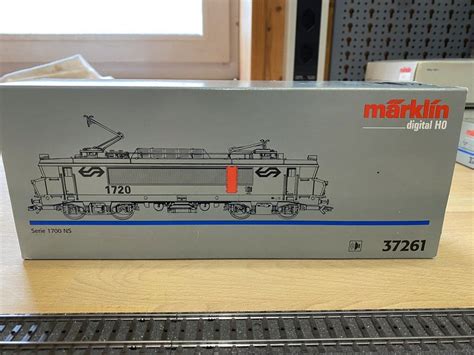 märklin
digital H0
1720
Serie 1700 NS
37261